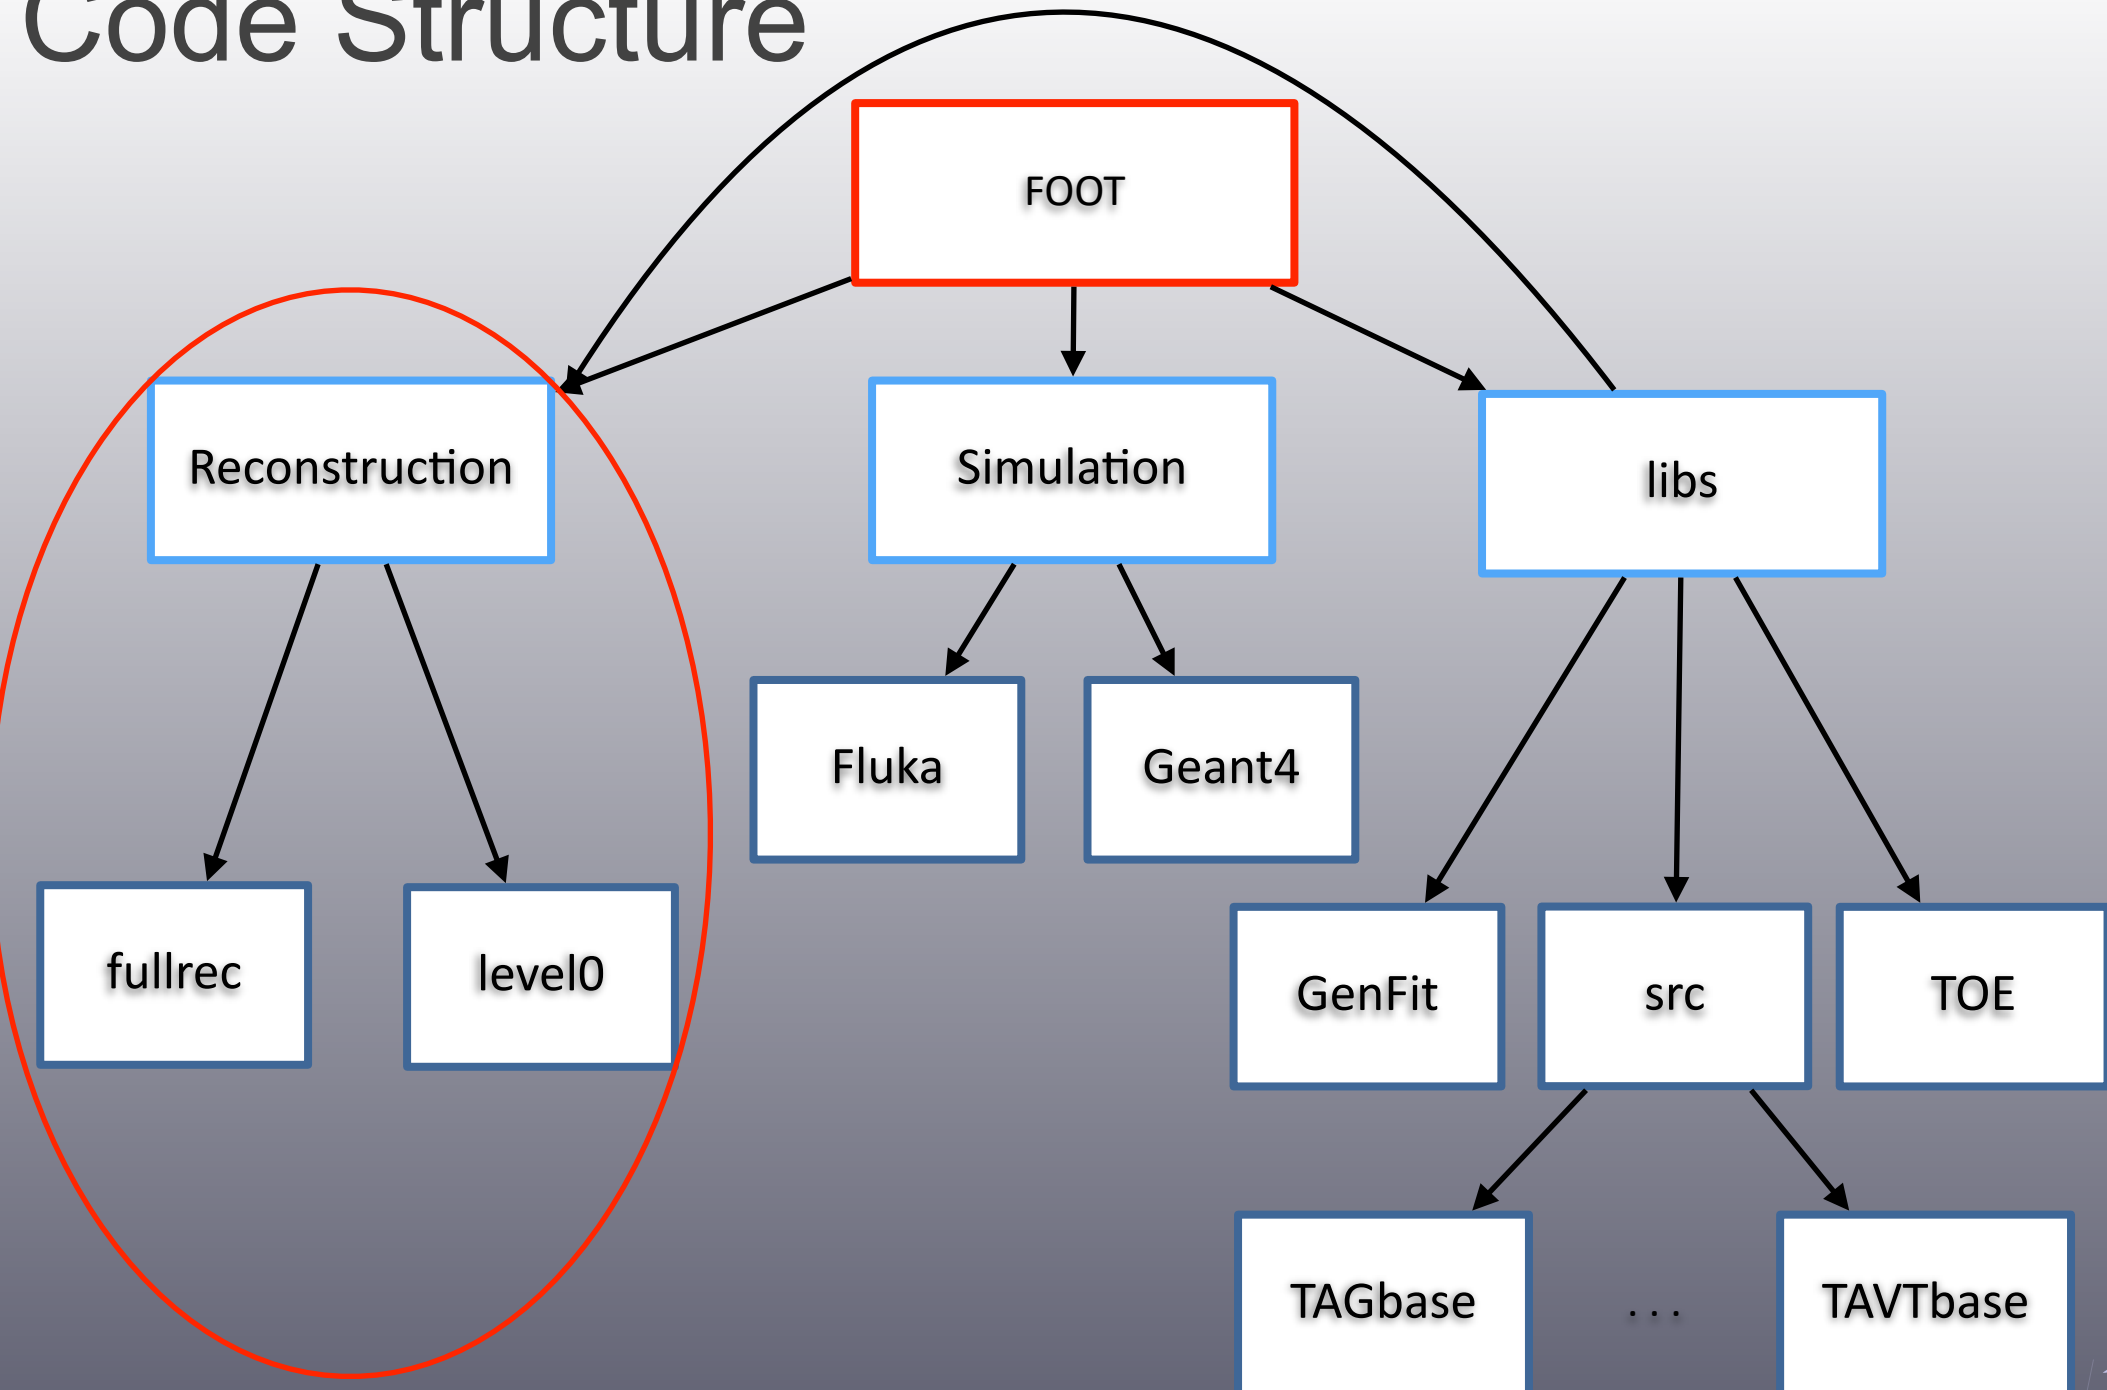 Code Structure
FOOT
Reconstruction
Simulation
libs
Fluka
Geant4
fullrec
level0
GenFit
src
TOE
TAGbase
...
TAVTbase